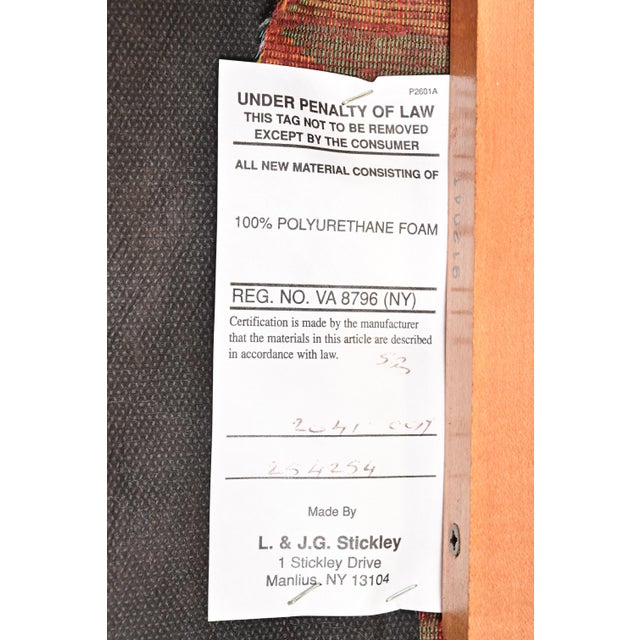 P2601A
UNDER PENALTY OF LAW
THIS TAG NOT TO BE REMOVED
EXCEPT BY THE CONSUMER
ALL NEW MATERIAL CONSISTING OF
100% POLYURETHANE FOAM
REG. NO. VA 8796 (NY)
Certification is made by the manufacturer
that the materials in this article are described
in accordance with law.
254254
Made By
L. & J.G. Stickley
1 Stickley Drive
Manlius, NY 13104